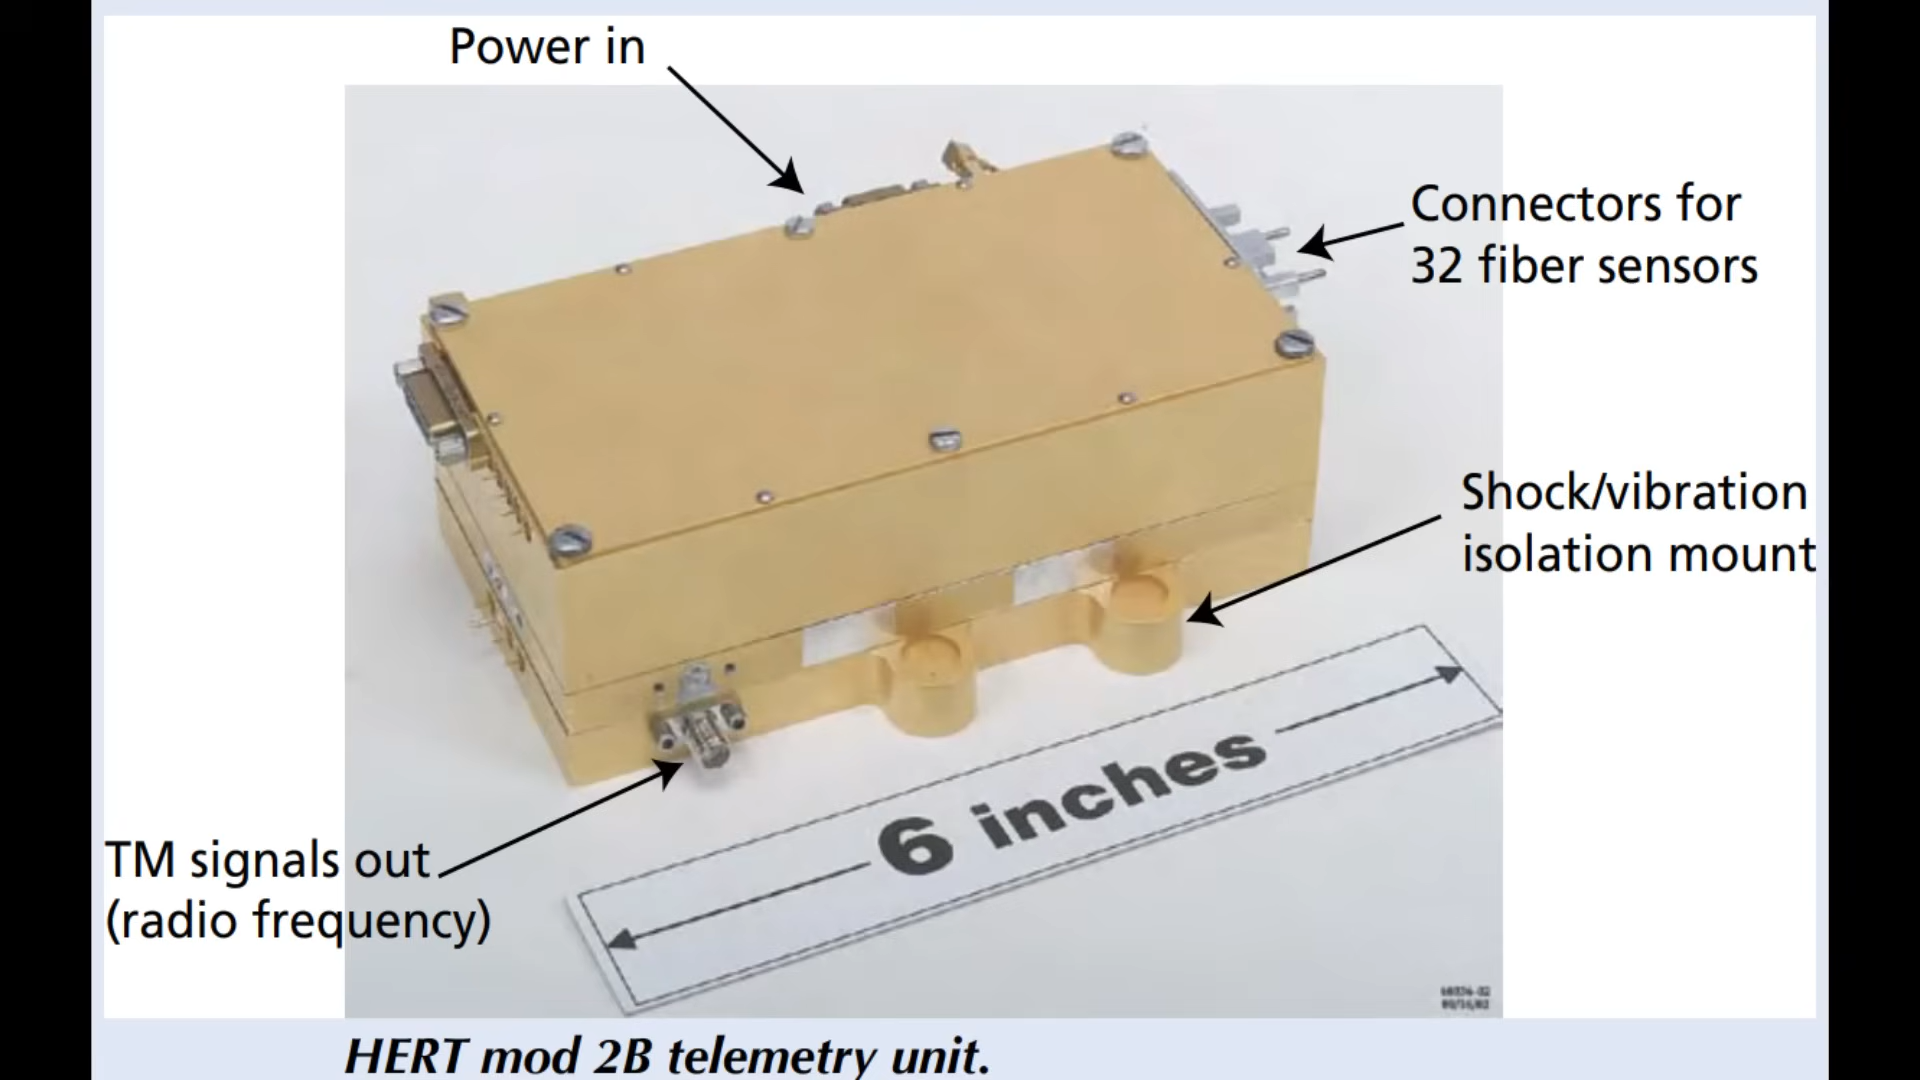 Power in
Connectors for
32 fiber sensors
Shock/vibration
isolation mount
6 inches
TM signals out
(radio frequency)
HERT mod 2B telemetry unit.